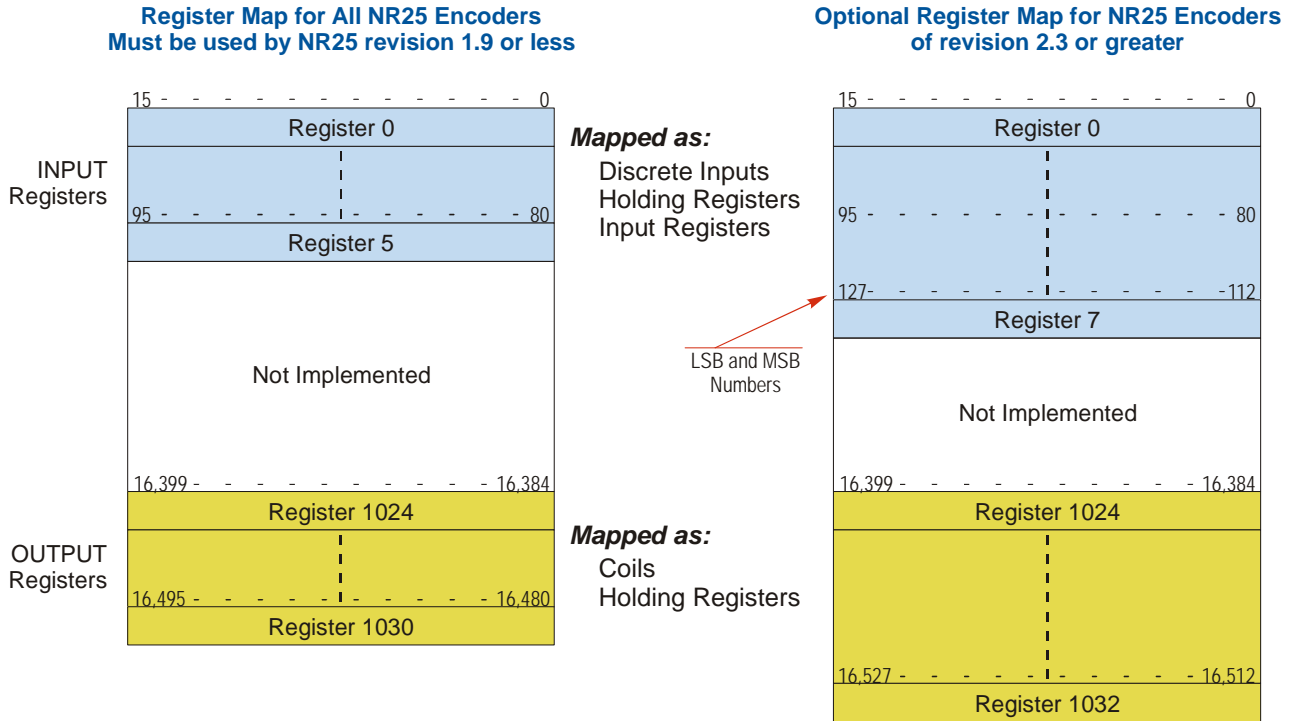 Register Map for All NR25 Encoders
Must be used by NR25 revision 1.9 or less
Optional Register Map for NR25 Encoders
of revision 2.3 or greater
15 - - - - - - - - - - - - 0
Register 0
INPUT
Registers
95 - - - - - - - - - - - - 80
Register 5
Not Implemented
16,399 - - - - - - - - - - 16,384
Register 1024
OUTPUT
Registers
16,495 - - - - - - - - - - 16,480
Register 1030
Mapped as:
Discrete Inputs
Holding Registers
Input Registers
LSB and MSB
Numbers
Mapped as:
Coils
Holding Registers
15 - - - - - - - - - - - - 0
Register 0
95 - - - - - - - - - - - - 80
127- - - - - - - - - - - -112
Register 7
Not Implemented
16,399 - - - - - - - - - - 16,384
Register 1024
16,527 - - - - - - - - - - 16,512
Register 1032